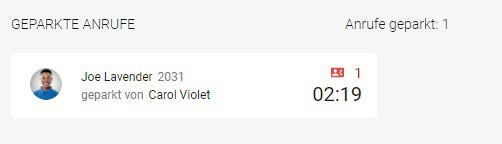 GEPARKTE ANRUFE
Anrufe geparkt: 1
Joe Lavender 2031
1
geparkt von Carol Violet
02:19